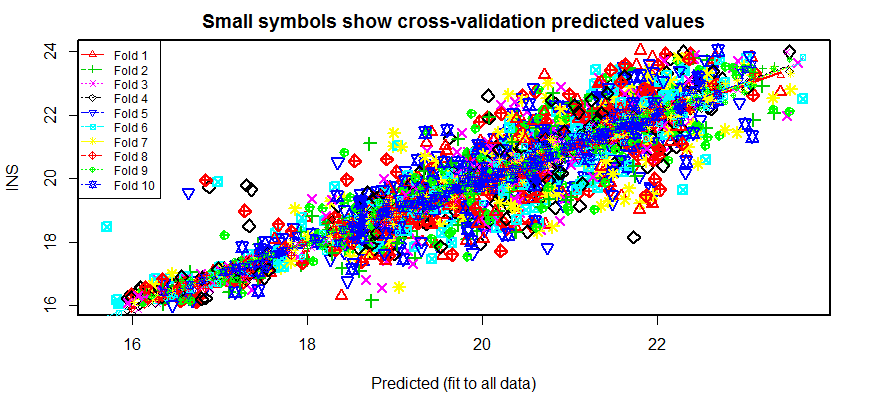 Small symbols show cross-validation predicted values
24
22
20
18
16
INS
Fold 1
Fold 2
Fold 3
Fold 4
Fold 5
Fold 6
Fold 7
Fold 8
Fold 9
Fold 10
16 18 20 22
Predicted (fit to all data)